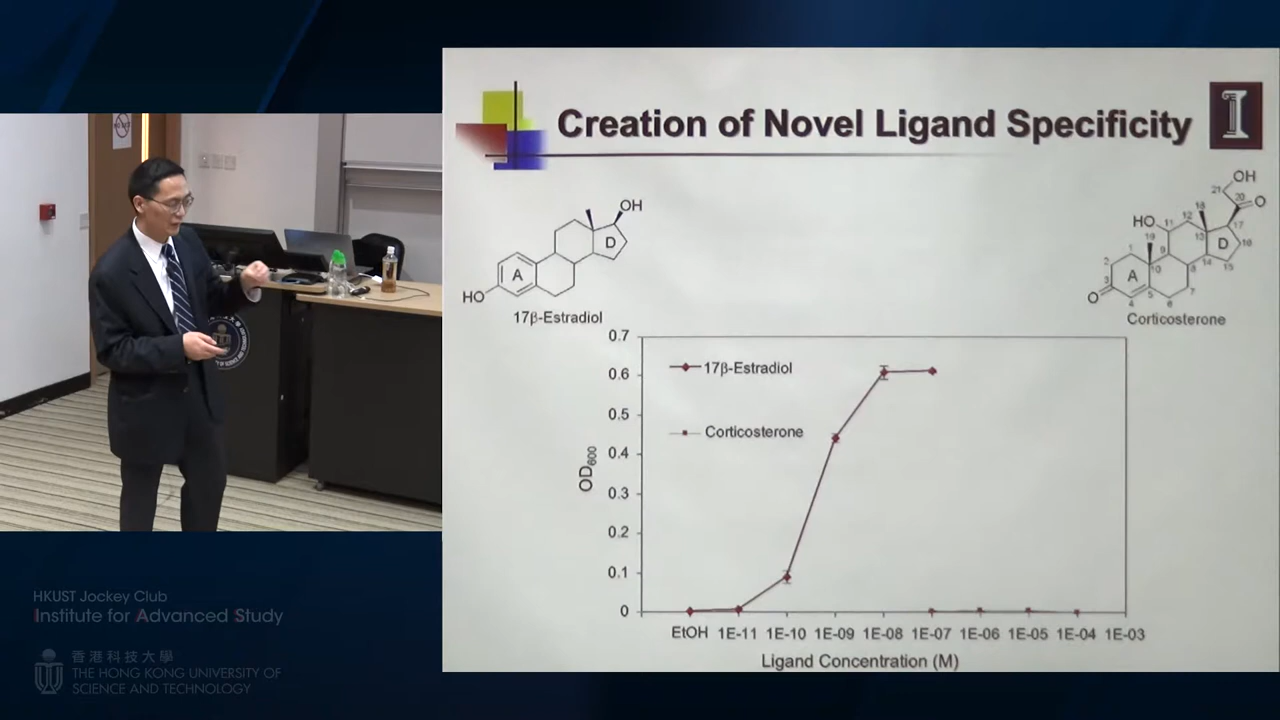 Creation of Novel Ligand Specificity
OH
D
A
HO
17β-Estradiol
OH
21
20
O
18
12
17
HO
11
13
D
16
19
1
9
14
15
2
10
8
A
3
5
7
O
4
6
Corticosterone
0.7
0.6
0.5
0.4
0.3
0.2
0.1
0
OD600
17β-Estradiol
Corticosterone
EtOH 1E-11 1E-10 1E-09 1E-08 1E-07 1E-06 1E-05 1E-04 1E-03
Ligand Concentration (M)
HKUST Jockey Club
Institute for Advanced Study
香港科技大學
THE HONG KONG UNIVERSITY OF
SCIENCE AND TECHNOLOGY